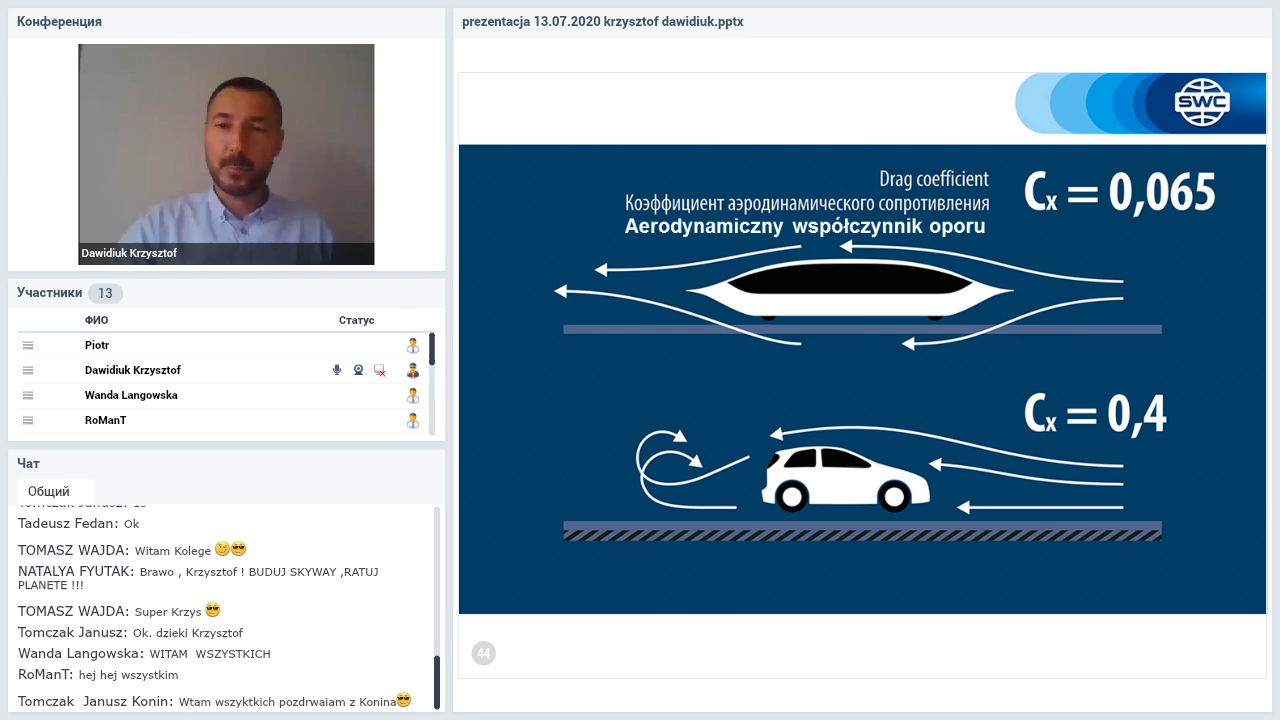 Конференция
Dawidiuk Krzysztof
Участники 13
ФИО Статус
Piotr
Dawidiuk Krzysztof
Wanda Langowska
RoManT
Чат
Общий
Tadeusz Fedan: Ok
TOMASZ WAJDA: Witam Kolege
NATALYA FYUTAK: Brawo , Krzysztof ! BUDUJ SKYWAY ,RATUJ
PLANETE !!!
TOMASZ WAJDA: Super Krzys
Tomczak Janusz: Ok. dzieki Krzysztof
Wanda Langowska: WITAM WSZYSTKICH
RoManT: hej hej wszystkim
Tomczak Janusz Konin: Wtam wszyktkich pozdrwaiam z Konina
prezentacja 13.07.2020 krzysztof dawidiuk.pptx
SWC
Drag coefficient
Коэффициент аэродинамического сопротивления
Aerodynamiczny współczynnik oporu
Cx = 0,065
Cx = 0,4
44